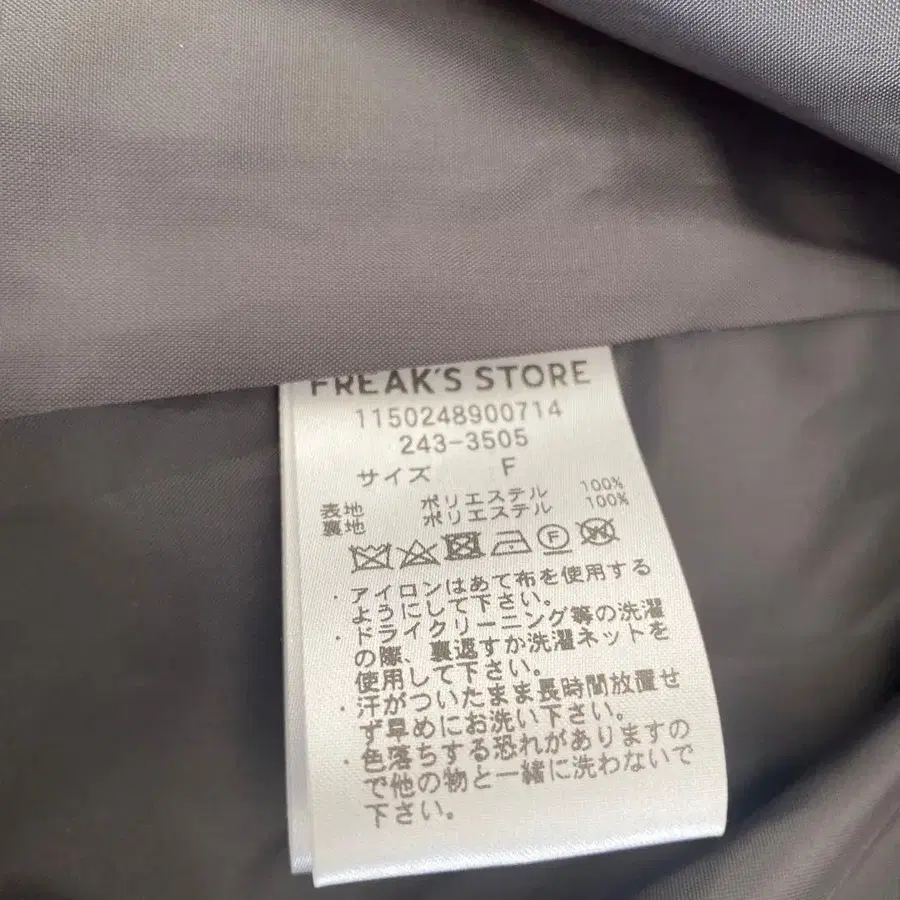 FREAK'S STORE
1150248900714
243-3505
サイズ F
表地 ポリエステル 100%
裏地 ポリエステル 100%
・アイロンはあて布を使用する
ようにして下さい。
・ドライクリーニング等の洗濯
の際、裏返すか洗濯ネットを
使用して下さい。
・汗がついたまま長時間放置せ
ず早めにお洗い下さい。
・色落ちする恐れがありますの
で他の物と一緒に洗わないで
下さい。